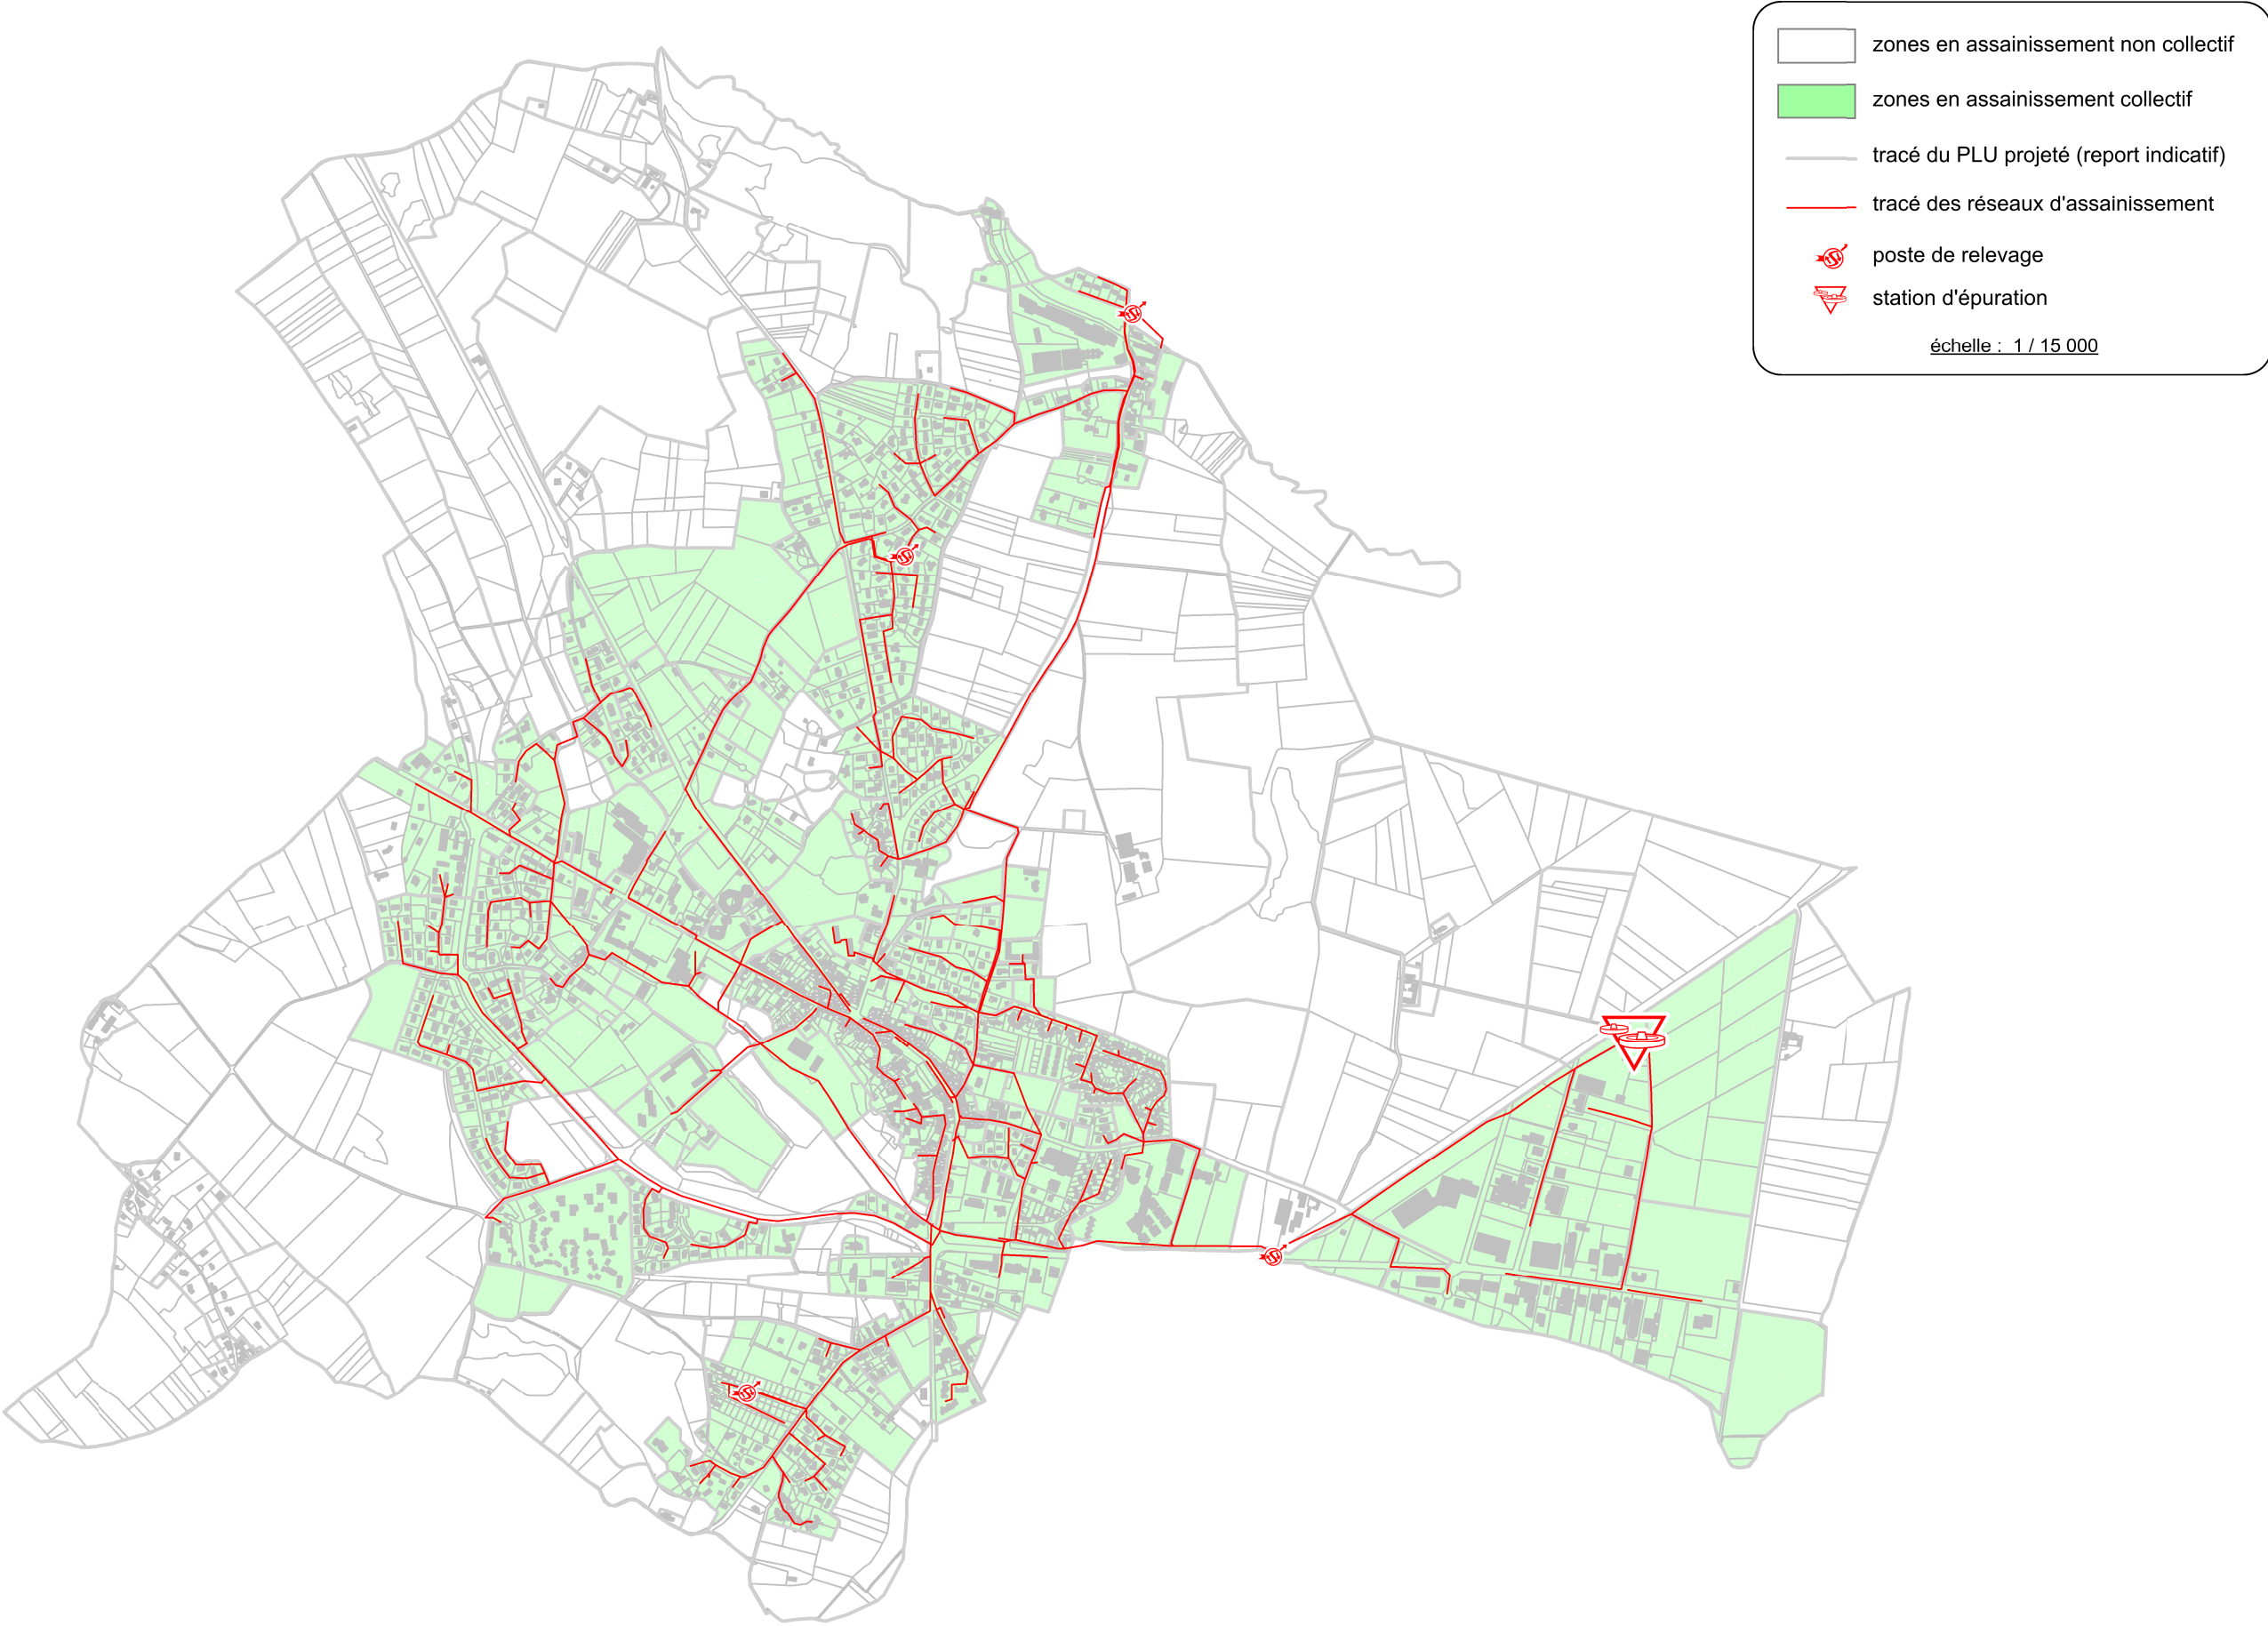 zones en assainissement non collectif
zones en assainissement collectif
tracé du PLU projeté (report indicatif)
tracé des réseaux d'assainissement
poste de relevage
station d'épuration
échelle : 1 / 15 000